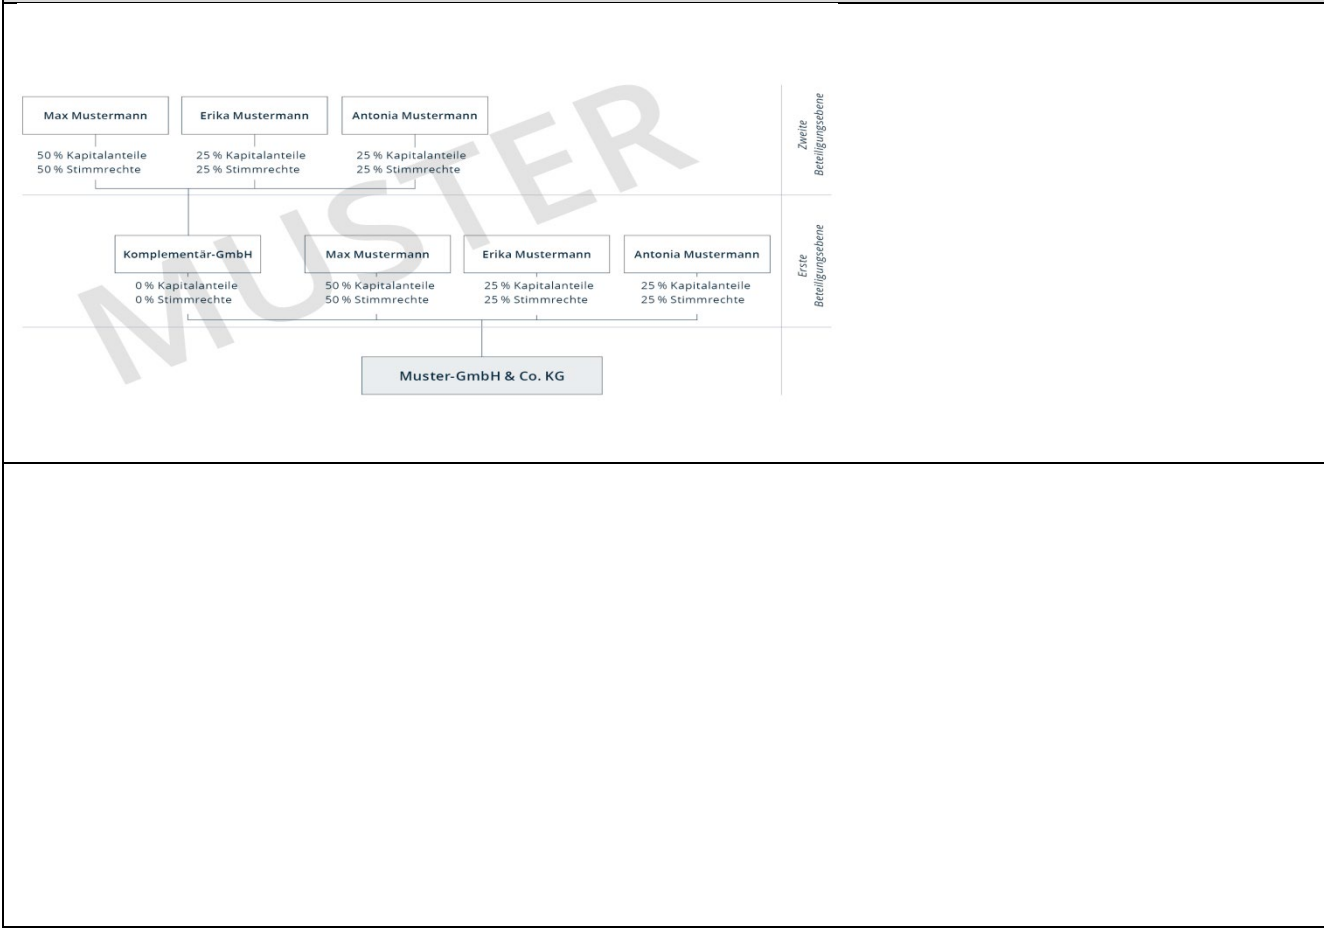 MUSTER
Max Mustermann
50 % Kapitalanteile
50 % Stimmrechte
Erika Mustermann
25 % Kapitalanteile
25 % Stimmrechte
Antonia Mustermann
25 % Kapitalanteile
25 % Stimmrechte
Zweite
Beteiligungsebene
Komplementär-GmbH
0 % Kapitalanteile
0 % Stimmrechte
Max Mustermann
50 % Kapitalanteile
50 % Stimmrechte
Erika Mustermann
25 % Kapitalanteile
25 % Stimmrechte
Antonia Mustermann
25 % Kapitalanteile
25 % Stimmrechte
Erste
Beteiligungsebene
Muster-GmbH & Co. KG